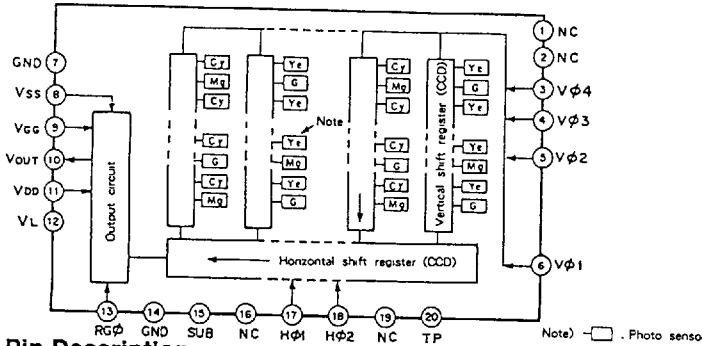 1 NC
2 NC
3 Vφ4
4 Vφ3
5 Vφ2
6 Vφ1
GND 7
VSS 8
VGG 9
VOUT 10
VDD 11
VL 12
Output circuit
Cy Ye Cy Ye
Mg G Mg G
Cy Ye Cy Ye
Note
Cy Ye Cy Ye
G Mg G Mg
Cy Ye Cy Ye
Mg G Mg G
Vertical shift register (CCD)
Horizontal shift register (CCD)
13 14 15 16 17 18 19 20
RGφ GND SUB NC Hφ1 Hφ2 NC TP
Note) . Photo senso
Pin Description